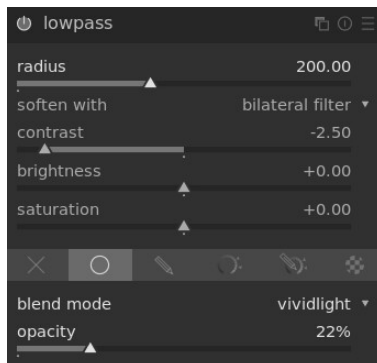 lowpass
radius 200.00
soften with bilateral filter
contrast -2.50
brightness +0.00
saturation +0.00
blend mode vividlight
opacity 22%